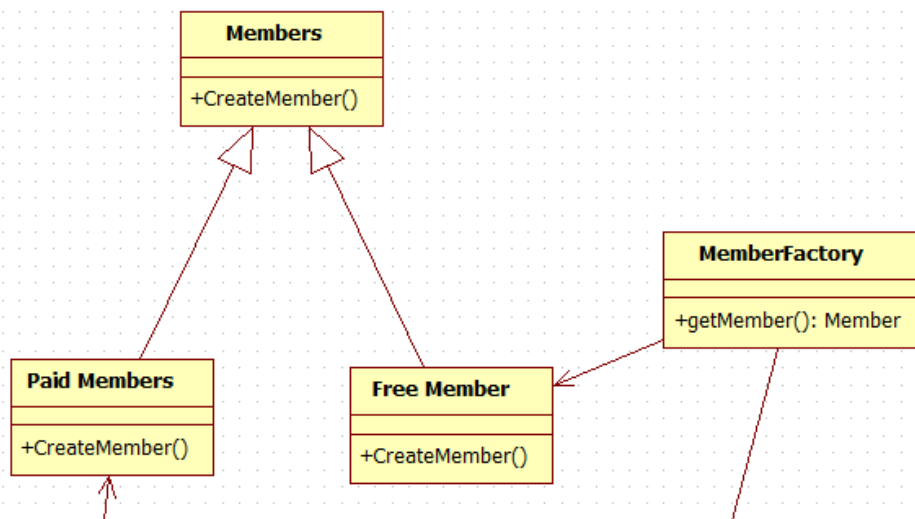 Members
+CreateMember()
MemberFactory
+getMember(): Member
Paid Members
+CreateMember()
Free Member
+CreateMember()